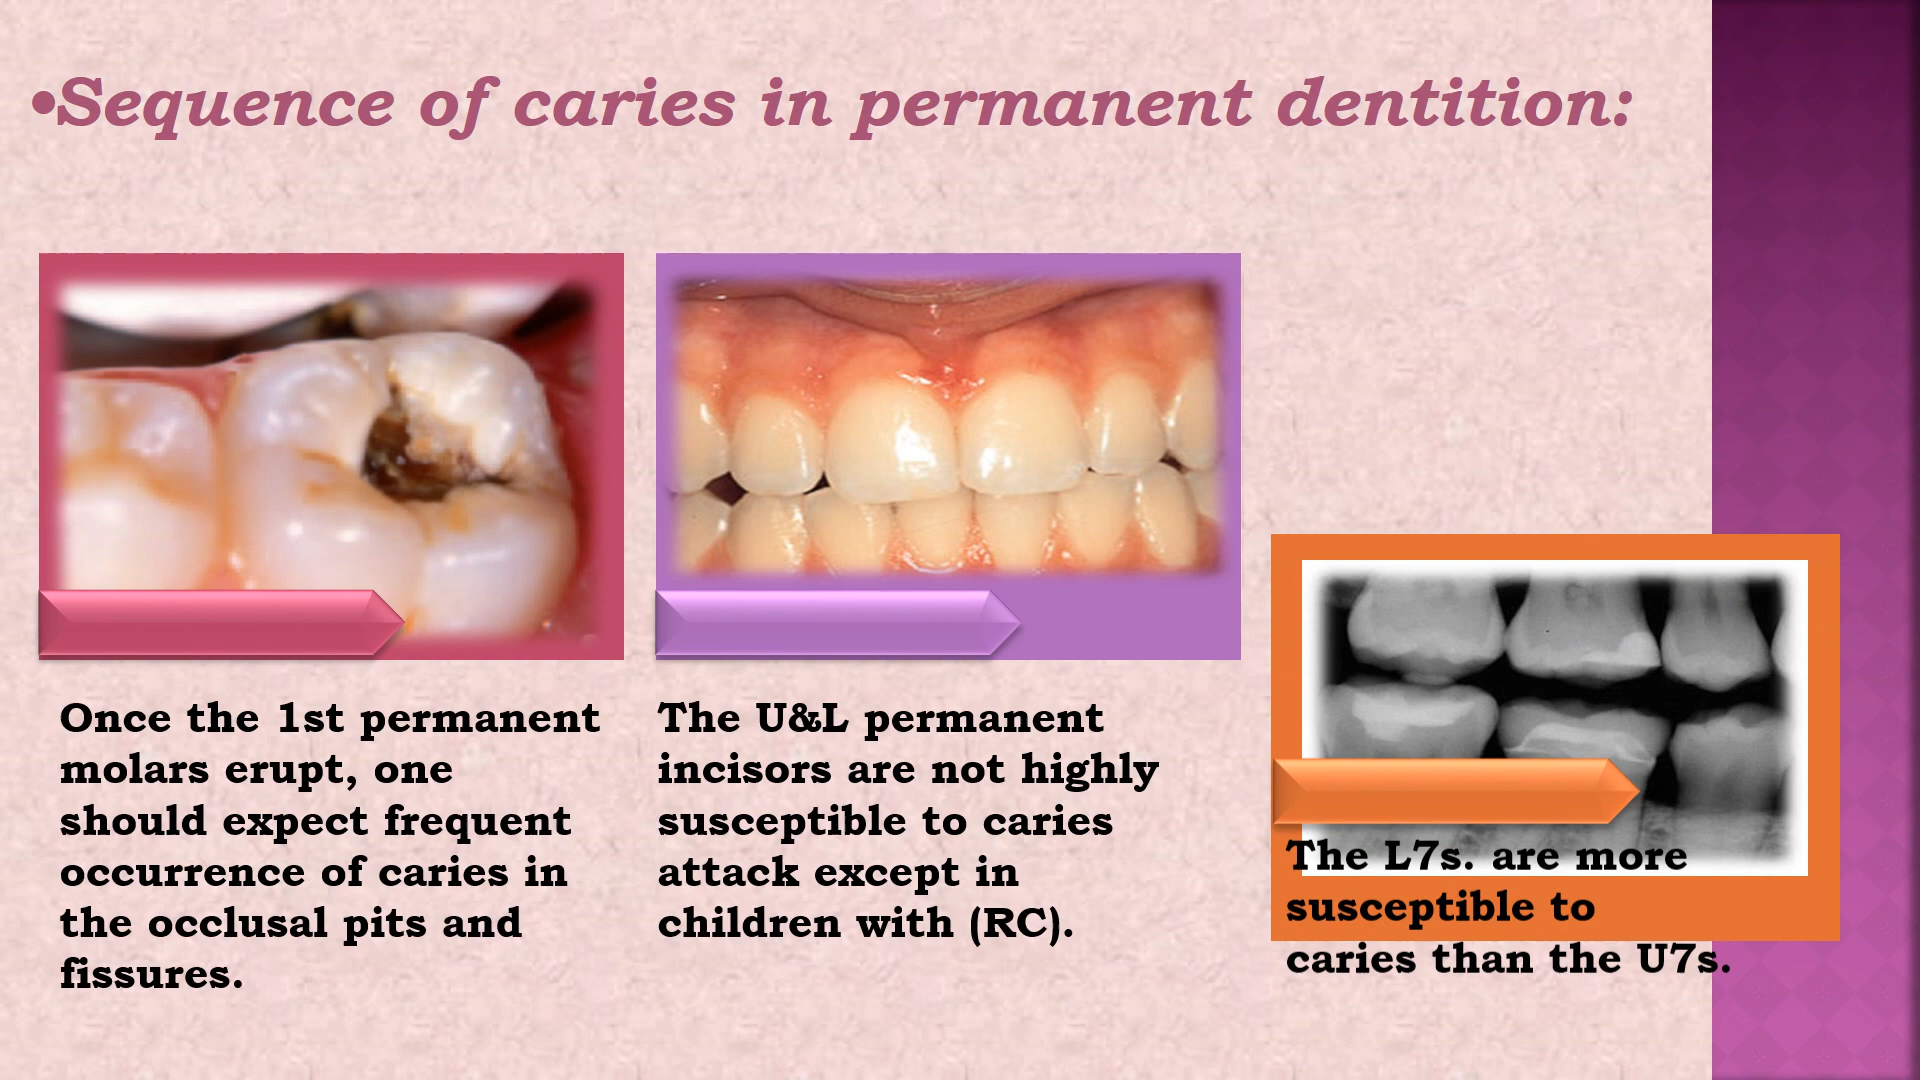 •Sequence of caries in permanent dentition:
Once the 1st permanent
molars erupt, one
should expect frequent
occurrence of caries in
the occlusal pits and
fissures.
The U&L permanent
incisors are not highly
susceptible to caries
attack except in
children with (RC).
The L7s. are more
susceptible to
caries than the U7s.